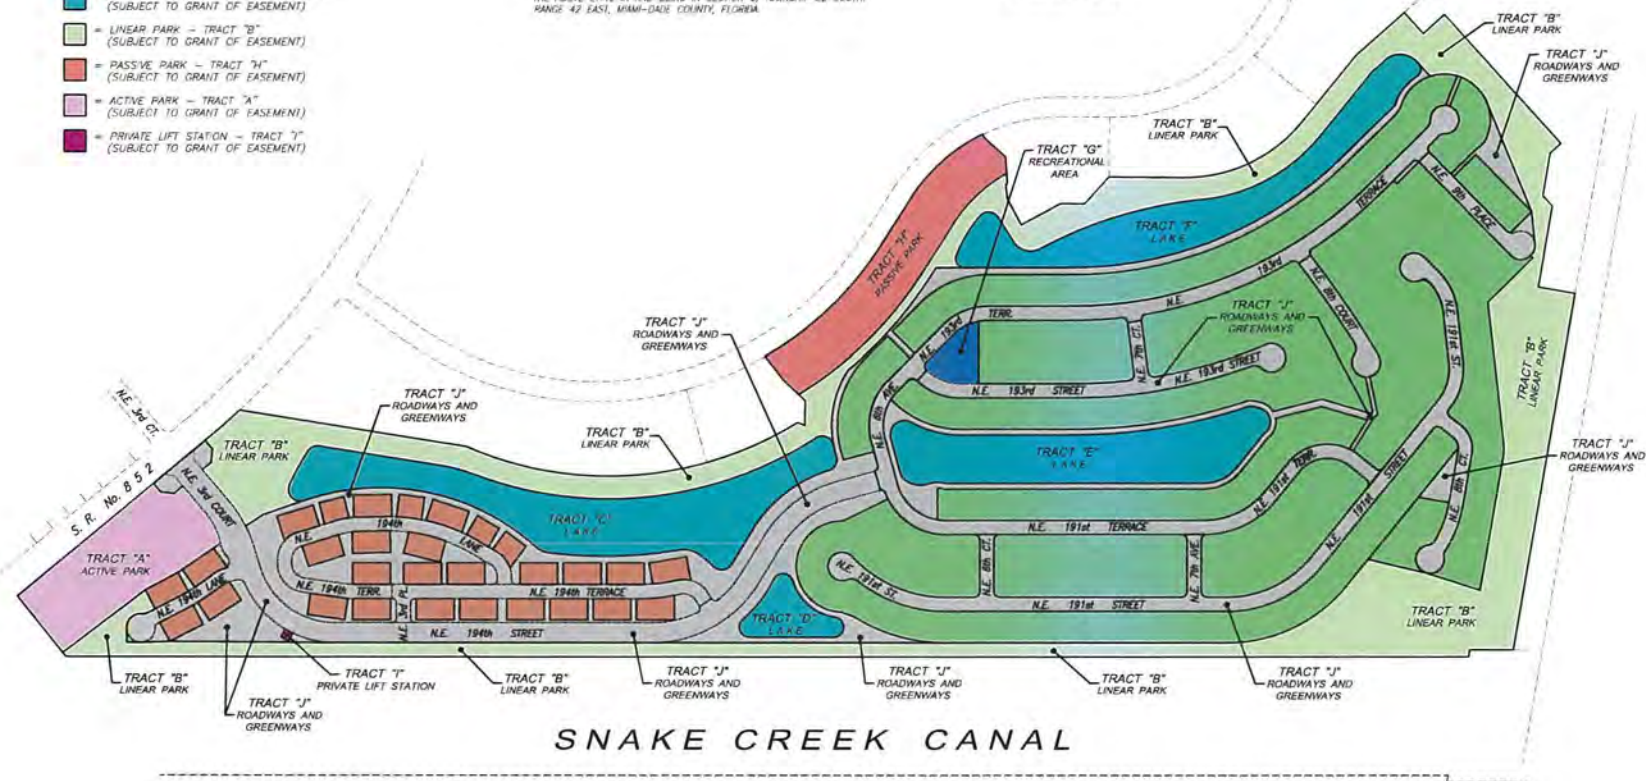 (SUBJECT TO GRANT OF EASEMENT)
= LINEAR PARK - TRACT "B"
(SUBJECT TO GRANT OF EASEMENT)
= PASSIVE PARK - TRACT "H"
(SUBJECT TO GRANT OF EASEMENT)
= ACTIVE PARK - TRACT "A"
(SUBJECT TO GRANT OF EASEMENT)
= PRIVATE LIFT STATION - TRACT "I"
(SUBJECT TO GRANT OF EASEMENT)
RANGE 42 EAST, MIAMI-DADE COUNTY, FLORIDA.
TRACT "B"
LINEAR PARK
TRACT "J"
ROADWAYS AND
GREENWAYS
TRACT "B"
LINEAR PARK
TRACT "G"
RECREATIONAL
AREA
TRACT "F"
LAKE
TRACT "H"
PASSIVE PARK
N.E. 9th PLACE
N.E. 193rd TERRACE
N.E. 8th COURT
N.E. 191st ST.
TRACT "J"
ROADWAYS AND
GREENWAYS
N.E. 193rd TERR.
N.E. 7th CT.
N.E. 193rd STREET
N.E. 193rd STREET
TRACT "J"
ROADWAYS AND
GREENWAYS
TRACT "B"
LINEAR PARK
N.E. 3rd CT.
TRACT "J"
ROADWAYS AND
GREENWAYS
N.E. 6th AVE.
TRACT "B"
LINEAR PARK
TRACT "B"
LINEAR PARK
TRACT "E"
LAKE
TRACT "J"
ROADWAYS AND
GREENWAYS
S. R. No. 852
N.E. 3rd COURT
N.E. 191st TERR.
N.E. 191st STREET
N.E. 8th CT.
TRACT "C"
LAKE
N.E. 194th LANE
N.E. 191st TERRACE
TRACT "A"
ACTIVE PARK
N.E. 194th LANE
N.E. 194th TERR.
N.E. 3rd PL.
N.E. 194th TERRACE
N.E. 191st ST.
N.E. 6th CT.
N.E. 7th AVE.
N.E. 191st STREET
TRACT "B"
LINEAR PARK
TRACT "D"
LAKE
N.E. 194th STREET
TRACT "B"
LINEAR PARK
TRACT "I"
PRIVATE LIFT STATION
TRACT "B"
LINEAR PARK
TRACT "J"
ROADWAYS AND
GREENWAYS
TRACT "J"
ROADWAYS AND
GREENWAYS
TRACT "B"
LINEAR PARK
TRACT "J"
ROADWAYS AND
GREENWAYS
TRACT "J"
ROADWAYS AND
GREENWAYS
SNAKE CREEK CANAL